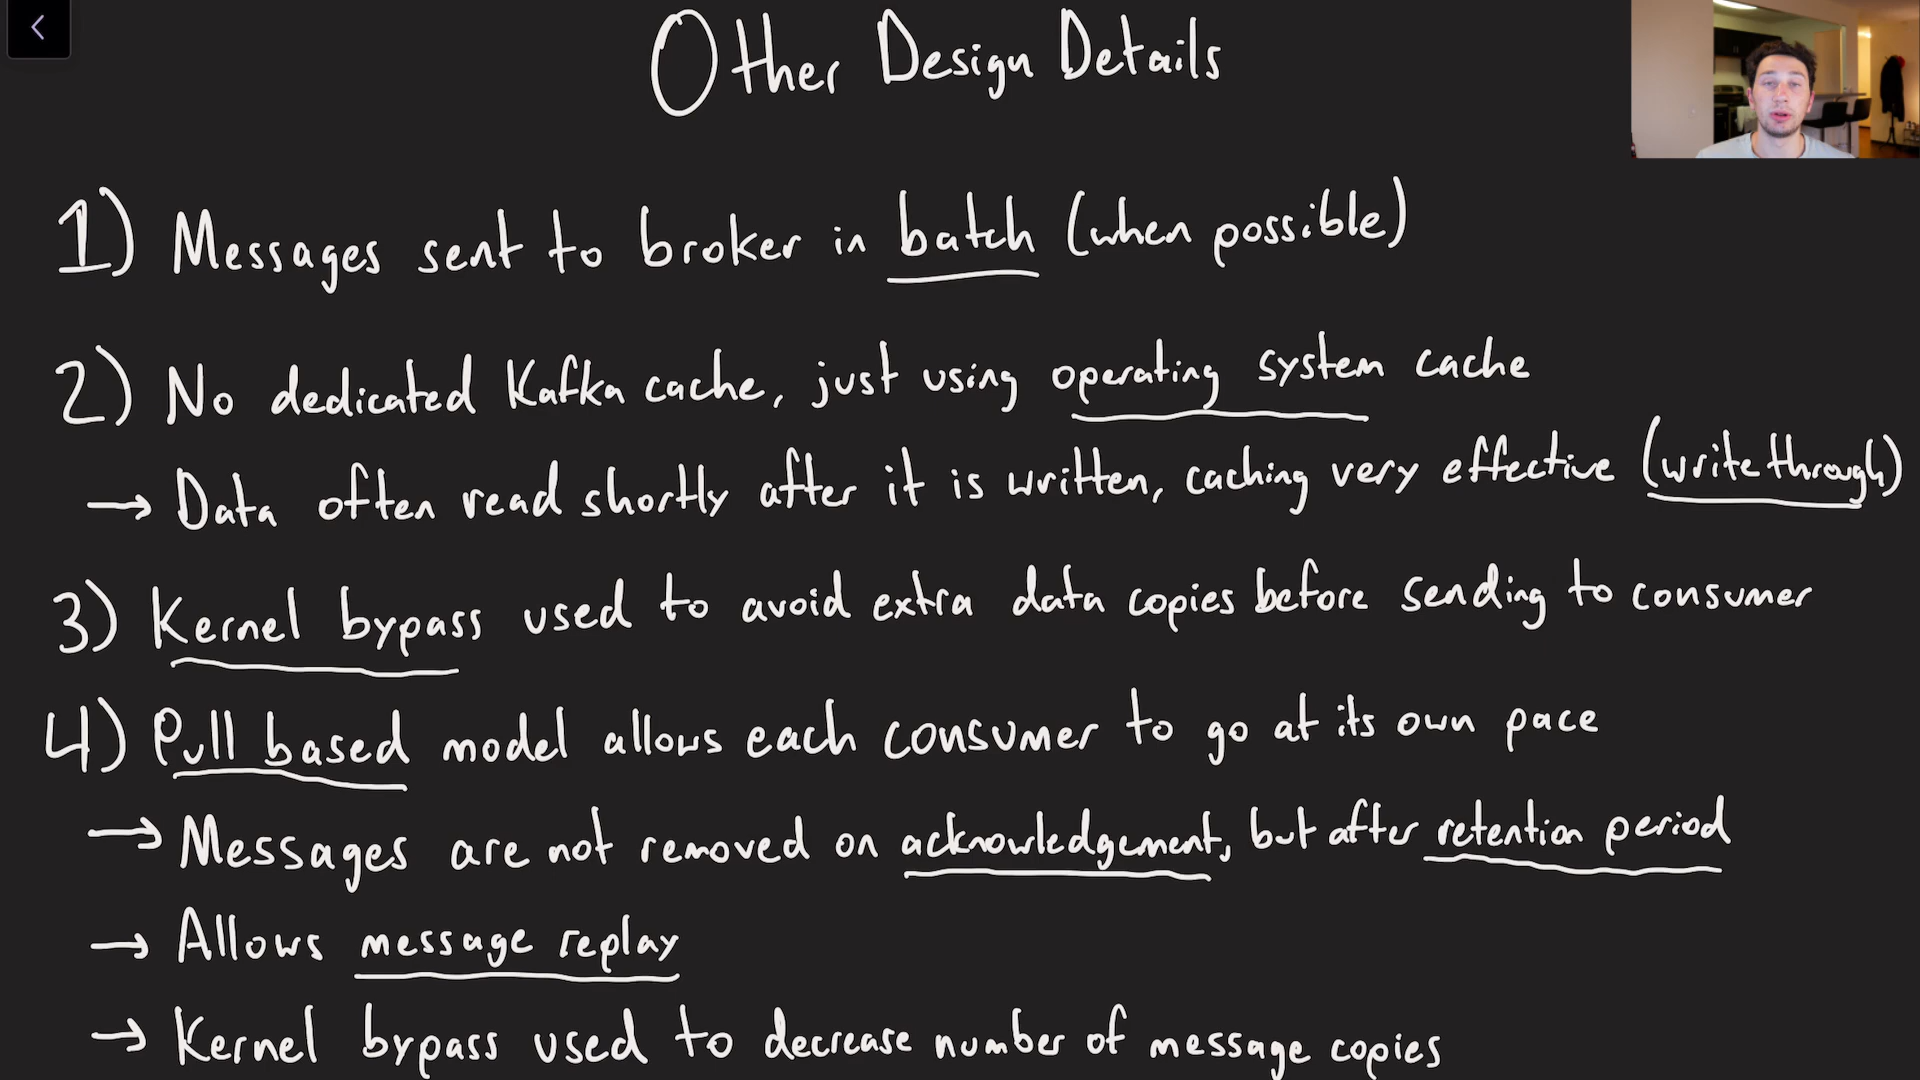 Other Design Details
1) Messages sent to broker in batch (when possible)
2) No dedicated Kafka cache, just using operating system cache
→ Data often read shortly after it is written, caching very effective (write through)
3) Kernel bypass used to avoid extra data copies before sending to consumer
4) Pull based model allows each consumer to go at its own pace
→ Messages are not removed on acknowledgement, but after retention period
→ Allows message replay
→ Kernel bypass used to decrease number of message copies